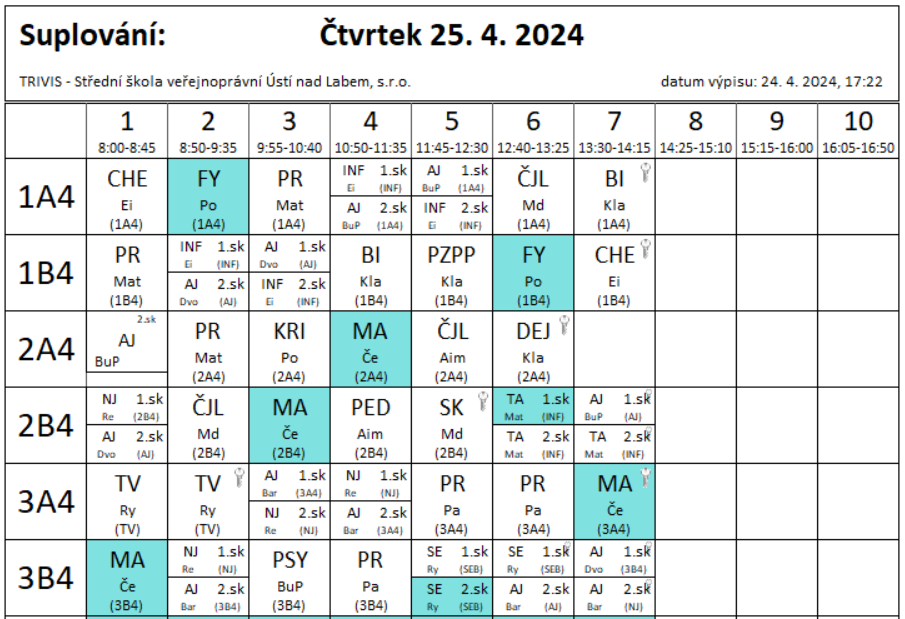 Suplování: Čtvrtek 25. 4. 2024
TRIVIS - Střední škola veřejnoprávní Ústí nad Labem, s.r.o. datum výpisu: 24. 4. 2024, 17:22
1 2 3 4 5 6 7 8 9 10
8:00-8:45 8:50-9:35 9:55-10:40 10:50-11:35 11:45-12:30 12:40-13:25 13:30-14:15 14:25-15:10 15:15-16:00 16:05-16:50
1A4
CHE
Ei
(1A4)
FY
Po
(1A4)
PR
Mat
(1A4)
INF 1.sk
Ei (INF)
AJ 2.sk
BuP (1A4)
AJ 1.sk
BuP (1A4)
INF 2.sk
Ei (INF)
ČJL
Md
(1A4)
BI
Kla
(1A4)
1B4
PR
Mat
(1B4)
INF 1.sk
Ei (INF)
AJ 2.sk
Dvo (AJ)
AJ 1.sk
Dvo (AJ)
INF 2.sk
Ei (INF)
BI
Kla
(1B4)
PZPP
Kla
(1B4)
FY
Po
(1B4)
CHE
Ei
(1B4)
2A4
2.sk
AJ
BuP
PR
Mat
(2A4)
KRI
Po
(2A4)
MA
Če
(2A4)
ČJL
Aim
(2A4)
DEJ
Kla
(2A4)
2B4
NJ 1.sk
Re (2B4)
AJ 2.sk
Dvo (AJ)
ČJL
Md
(2B4)
MA
Če
(2B4)
PED
Aim
(2B4)
SK
Md
(2B4)
TA 1.sk
Mat (INF)
TA 2.sk
Mat (INF)
AJ 1.sk
BuP (AJ)
TA 2.sk
Mat (INF)
3A4
TV
Ry
(TV)
TV
Ry
(TV)
AJ 1.sk
Bar (3A4)
NJ 2.sk
Re (NJ)
NJ 1.sk
Re (NJ)
AJ 2.sk
Bar (3A4)
PR
Pa
(3A4)
PR
Pa
(3A4)
MA
Če
(3A4)
3B4
MA
Če
(3B4)
NJ 1.sk
Re (NJ)
AJ 2.sk
Bar (3B4)
PSY
BuP
(3B4)
PR
Pa
(3B4)
SE 1.sk
Ry (SEB)
SE 2.sk
Ry (SEB)
SE 1.sk
Ry (SEB)
AJ 2.sk
Bar (AJ)
AJ 1.sk
Dvo (3B4)
AJ 2.sk
Bar (NJ)